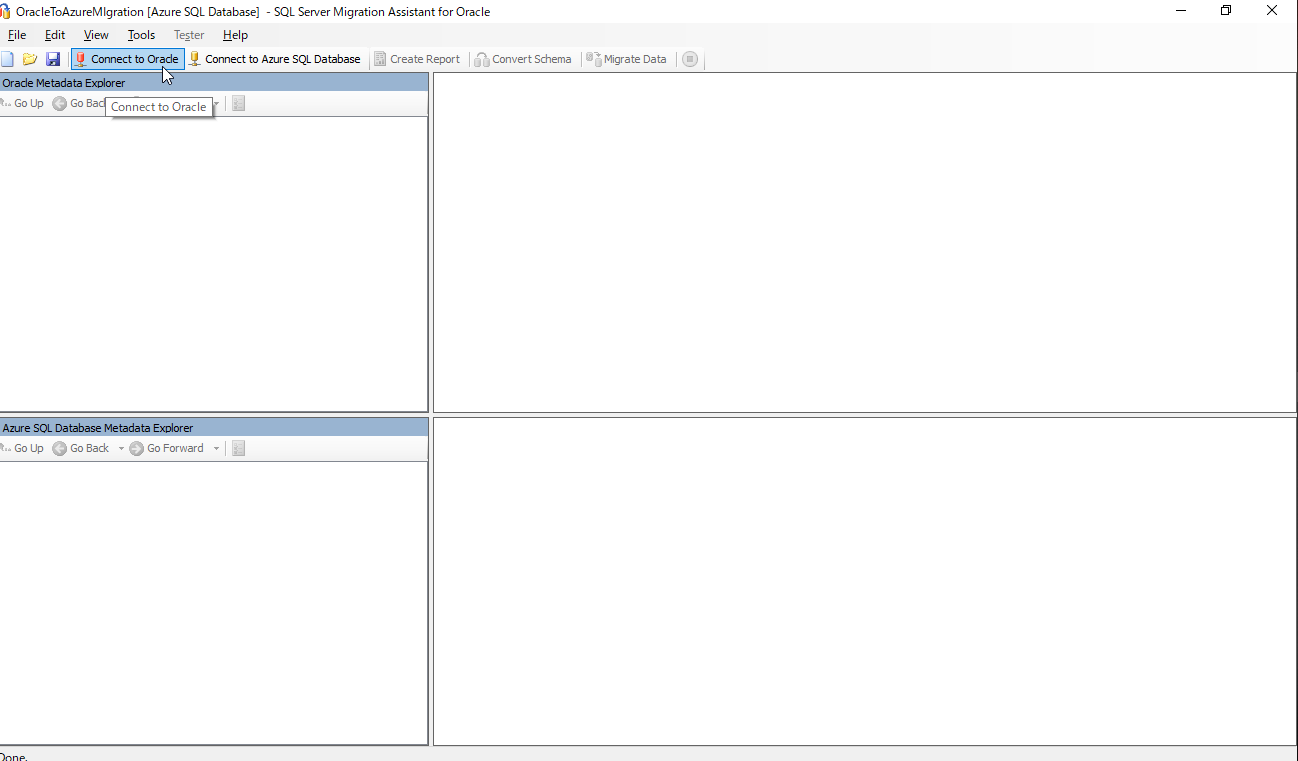 OracleToAzureMIgration [Azure SQL Database] - SQL Server Migration Assistant for Oracle
File Edit View Tools Tester Help
Connect to Oracle Connect to Azure SQL Database Create Report Convert Schema Migrate Data
Oracle Metadata Explorer
Go Up Go Back
Connect to Oracle
Azure SQL Database Metadata Explorer
Go Up Go Back Go Forward
Done.